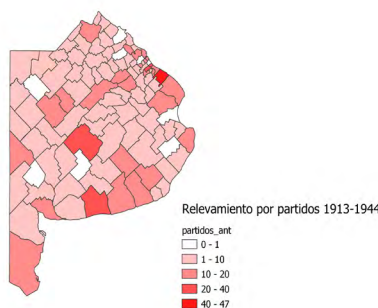 Relevamiento por partidos 1913-1944
partidos_ant
0 - 1
1 - 10
10 - 20
20 - 40
40 - 47